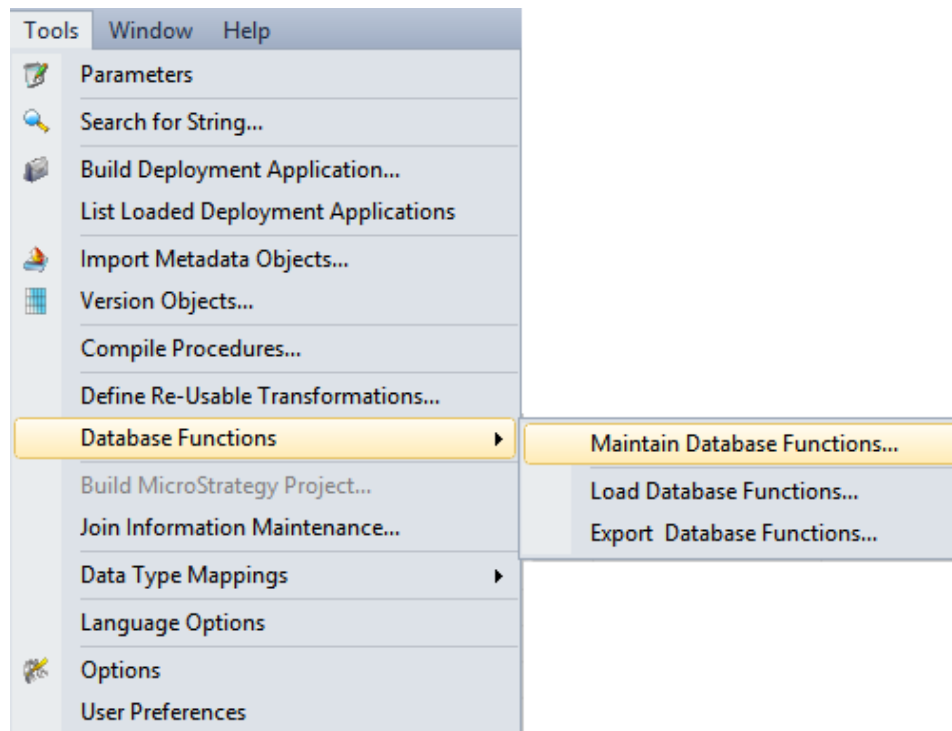 Tools Window Help
Parameters
Search for String...
Build Deployment Application...
List Loaded Deployment Applications
Import Metadata Objects...
Version Objects...
Compile Procedures...
Define Re-Usable Transformations...
Database Functions
Maintain Database Functions...
Load Database Functions...
Export  Database Functions...
Build MicroStrategy Project...
Join Information Maintenance...
Data Type Mappings
Language Options
Options
User Preferences